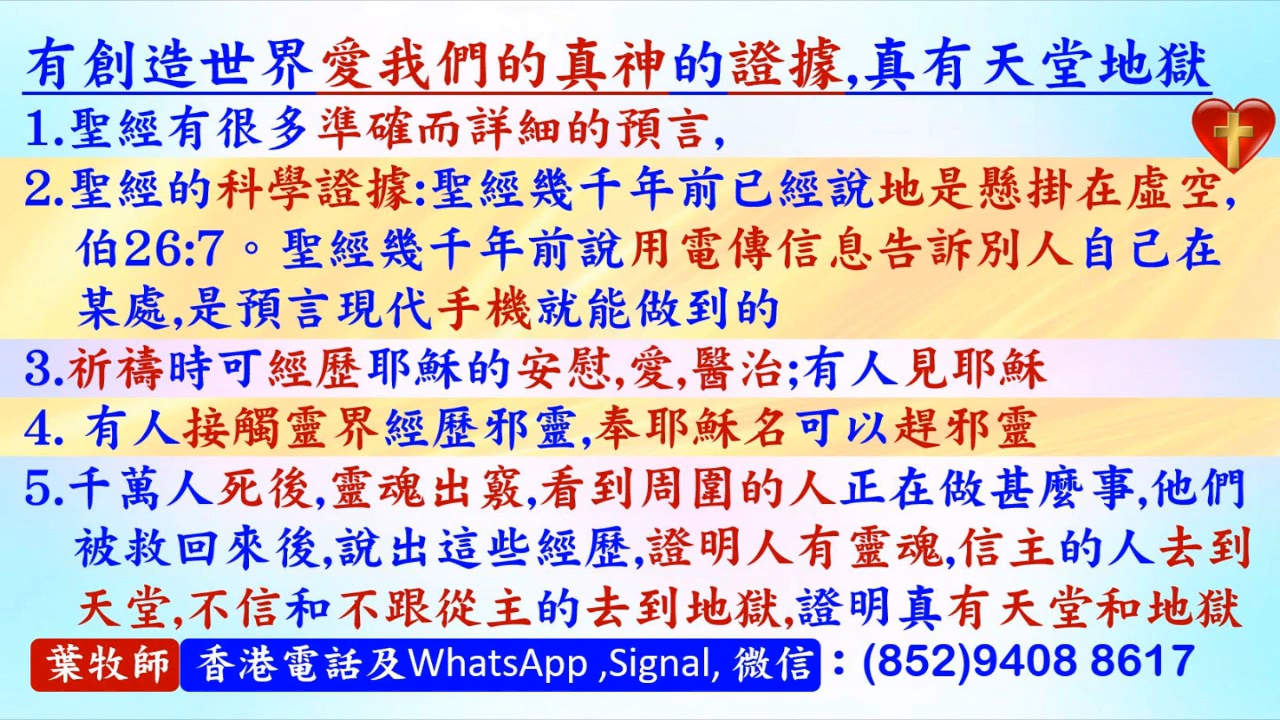 有創造世界愛我們的真神的證據,真有天堂地獄
1.聖經有很多準確而詳細的預言,
2.聖經的科學證據:聖經幾千年前已經說地是懸掛在虛空,
伯26:7。聖經幾千年前說用電傳信息告訴別人自己在
某處,是預言現代手機就能做到的
3.祈禱時可經歷耶穌的安慰,愛,醫治;有人見耶穌
4. 有人接觸靈界經歷邪靈,奉耶穌名可以趕邪靈
5.千萬人死後,靈魂出竅,看到周圍的人正在做甚麼事,他們
被救回來後,說出這些經歷,證明人有靈魂,信主的人去到
天堂,不信和不跟從主的去到地獄,證明真有天堂和地獄
葉牧師 香港電話及WhatsApp ,Signal, 微信：(852)9408 8617